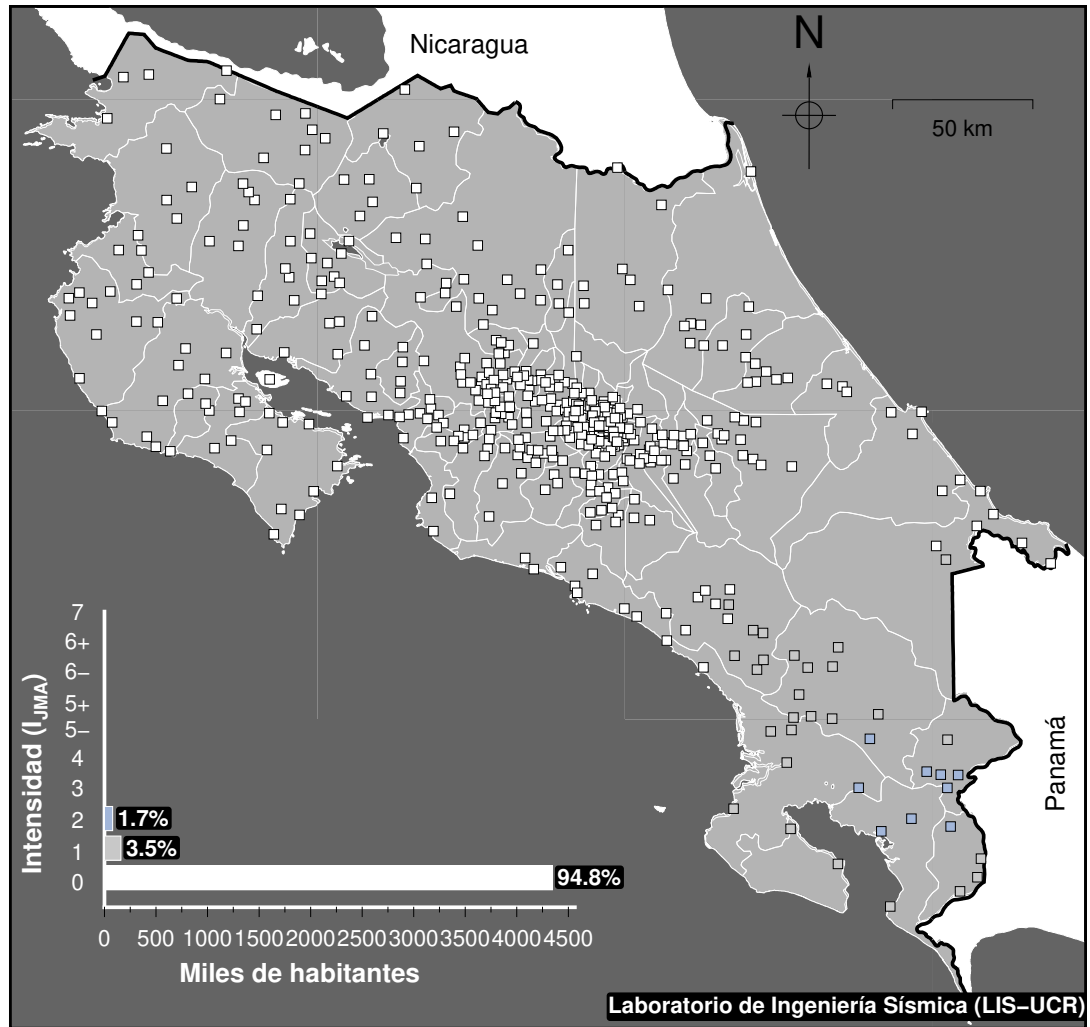 Nicaragua
N
50 km
Panamá
Intensidad (I_JMA)
7
6+
6−
5+
5−
4
3
2
1
0
1.7%
3.5%
94.8%
0 500 1000 1500 2000 2500 3000 3500 4000 4500
Miles de habitantes
Laboratorio de Ingeniería Sísmica (LIS−UCR)